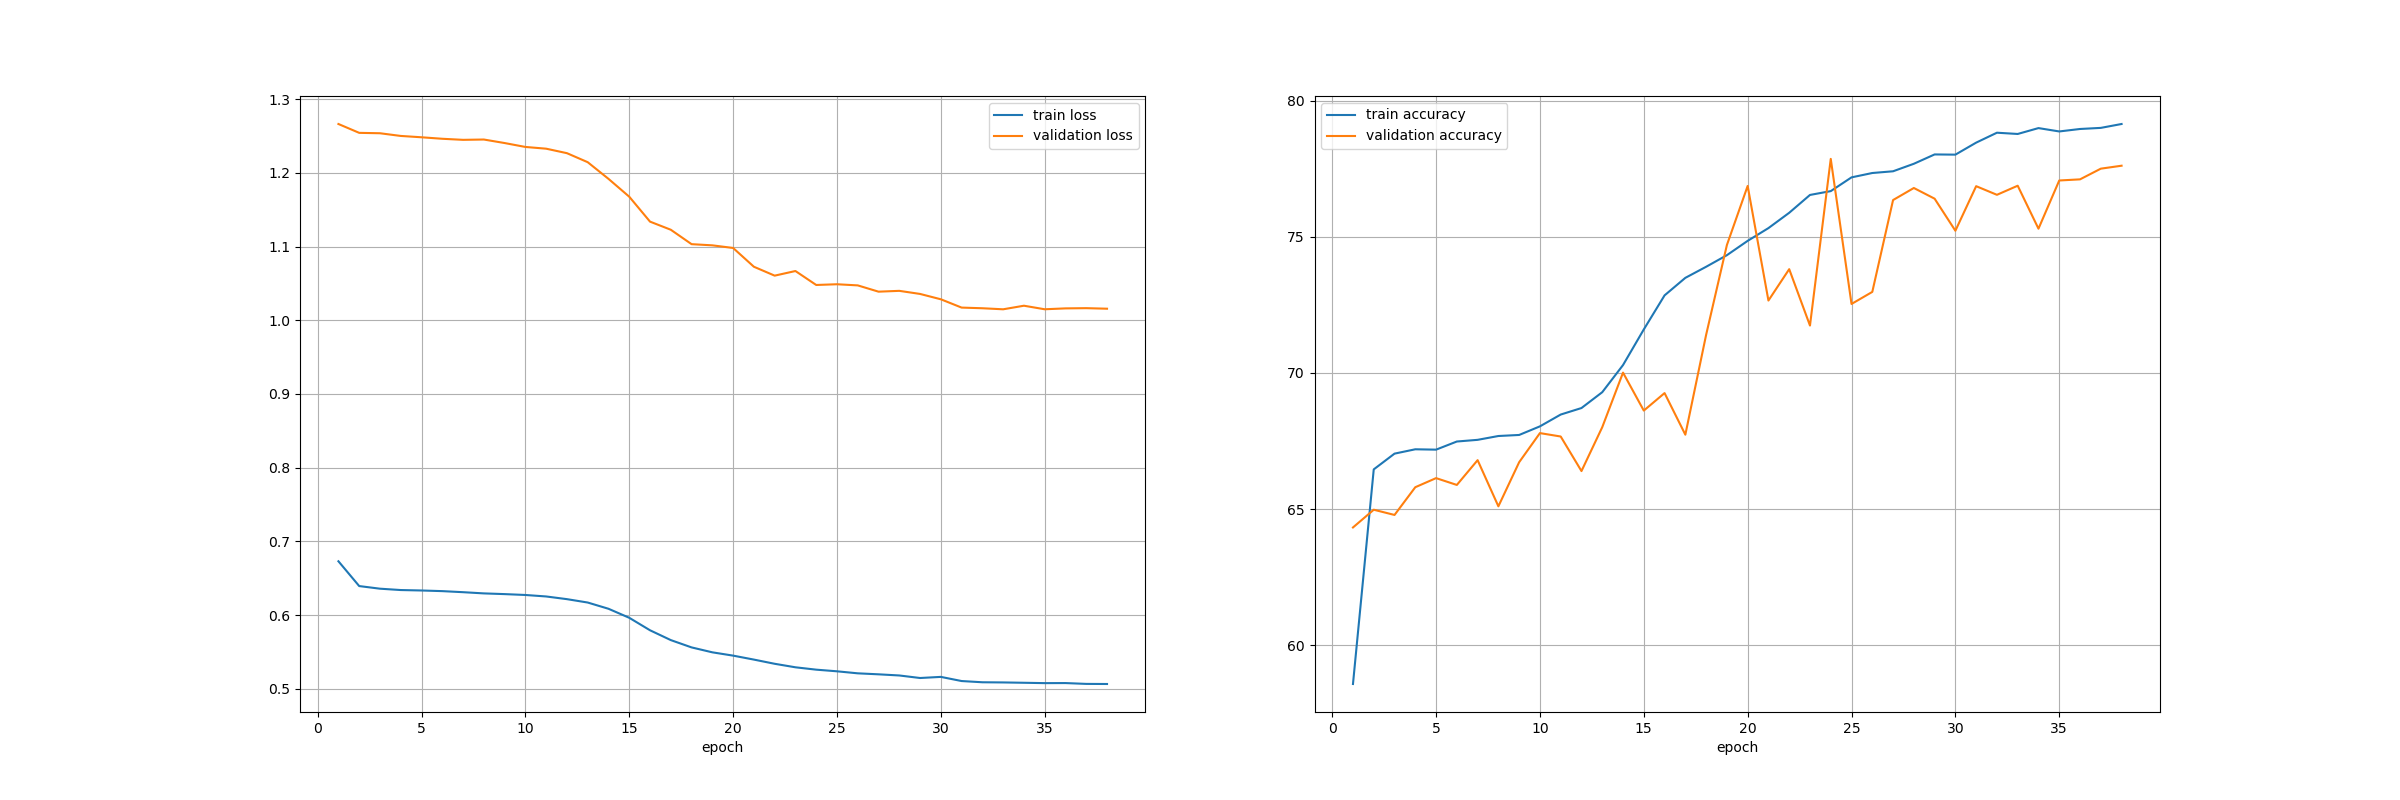 1.3
1.2
1.1
1.0
0.9
0.8
0.7
0.6
0.5
0 5 10 15 20 25 30 35
epoch
train loss
validation loss
80
75
70
65
60
0 5 10 15 20 25 30 35
epoch
train accuracy
validation accuracy